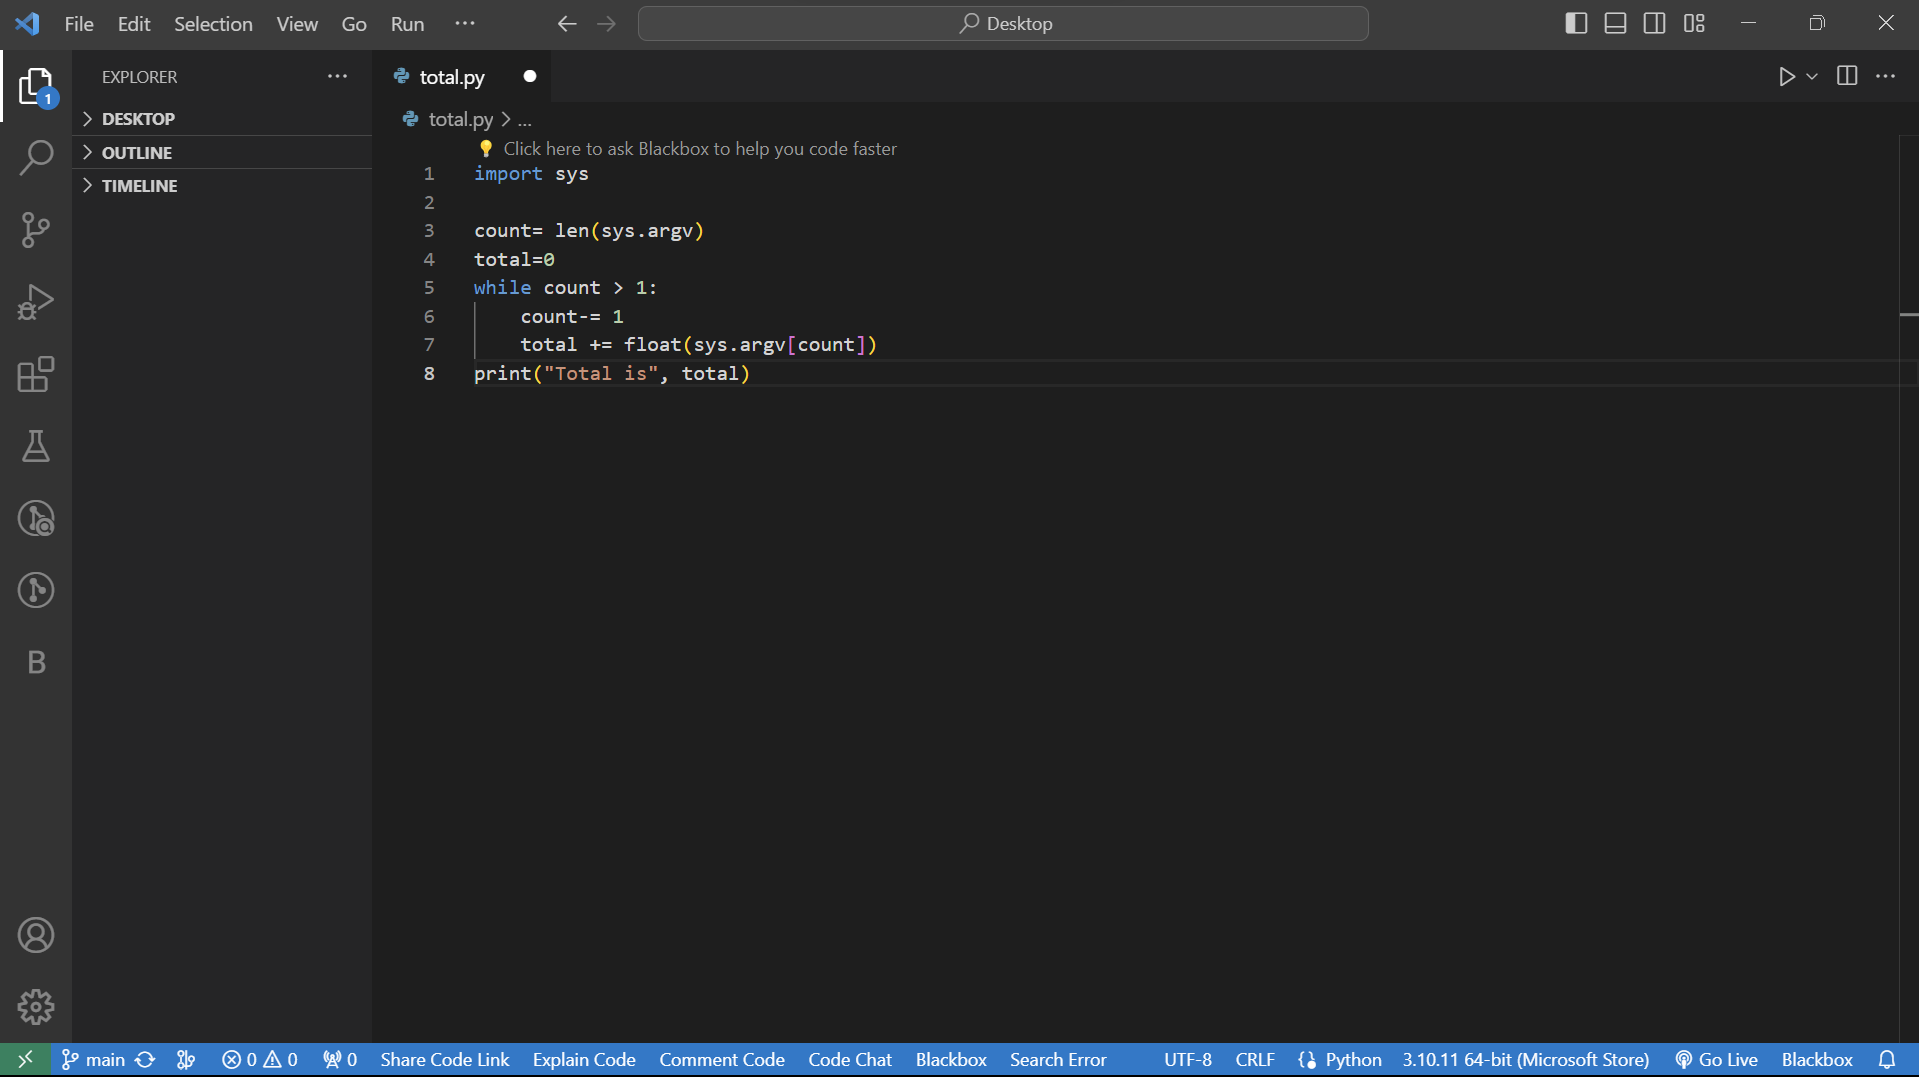 File Edit Selection View Go Run ··· Desktop
EXPLORER ···
DESKTOP
OUTLINE
TIMELINE
total.py
total.py > ...
Click here to ask Blackbox to help you code faster
1 import sys
2
3 count= len(sys.argv)
4 total=0
5 while count > 1:
6     count-= 1
7     total += float(sys.argv[count])
8 print("Total is", total)
1
B
main 0 0 0 Share Code Link Explain Code Comment Code Code Chat Blackbox Search Error UTF-8 CRLF Python 3.10.11 64-bit (Microsoft Store) Go Live Blackbox